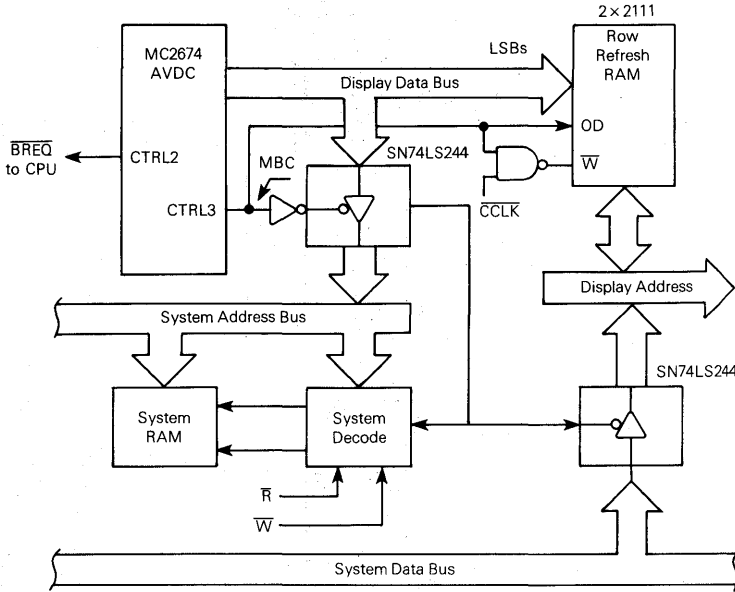 2 × 2111
MC2674
AVDC
LSBs
Display Data Bus
Row
Refresh
RAM
BREQ
to CPU
CTRL2
CTRL3
MBC
SN74LS244
OD
W
CCLK
Display Address
System Address Bus
SN74LS244
System
RAM
System
Decode
R
W
System Data Bus